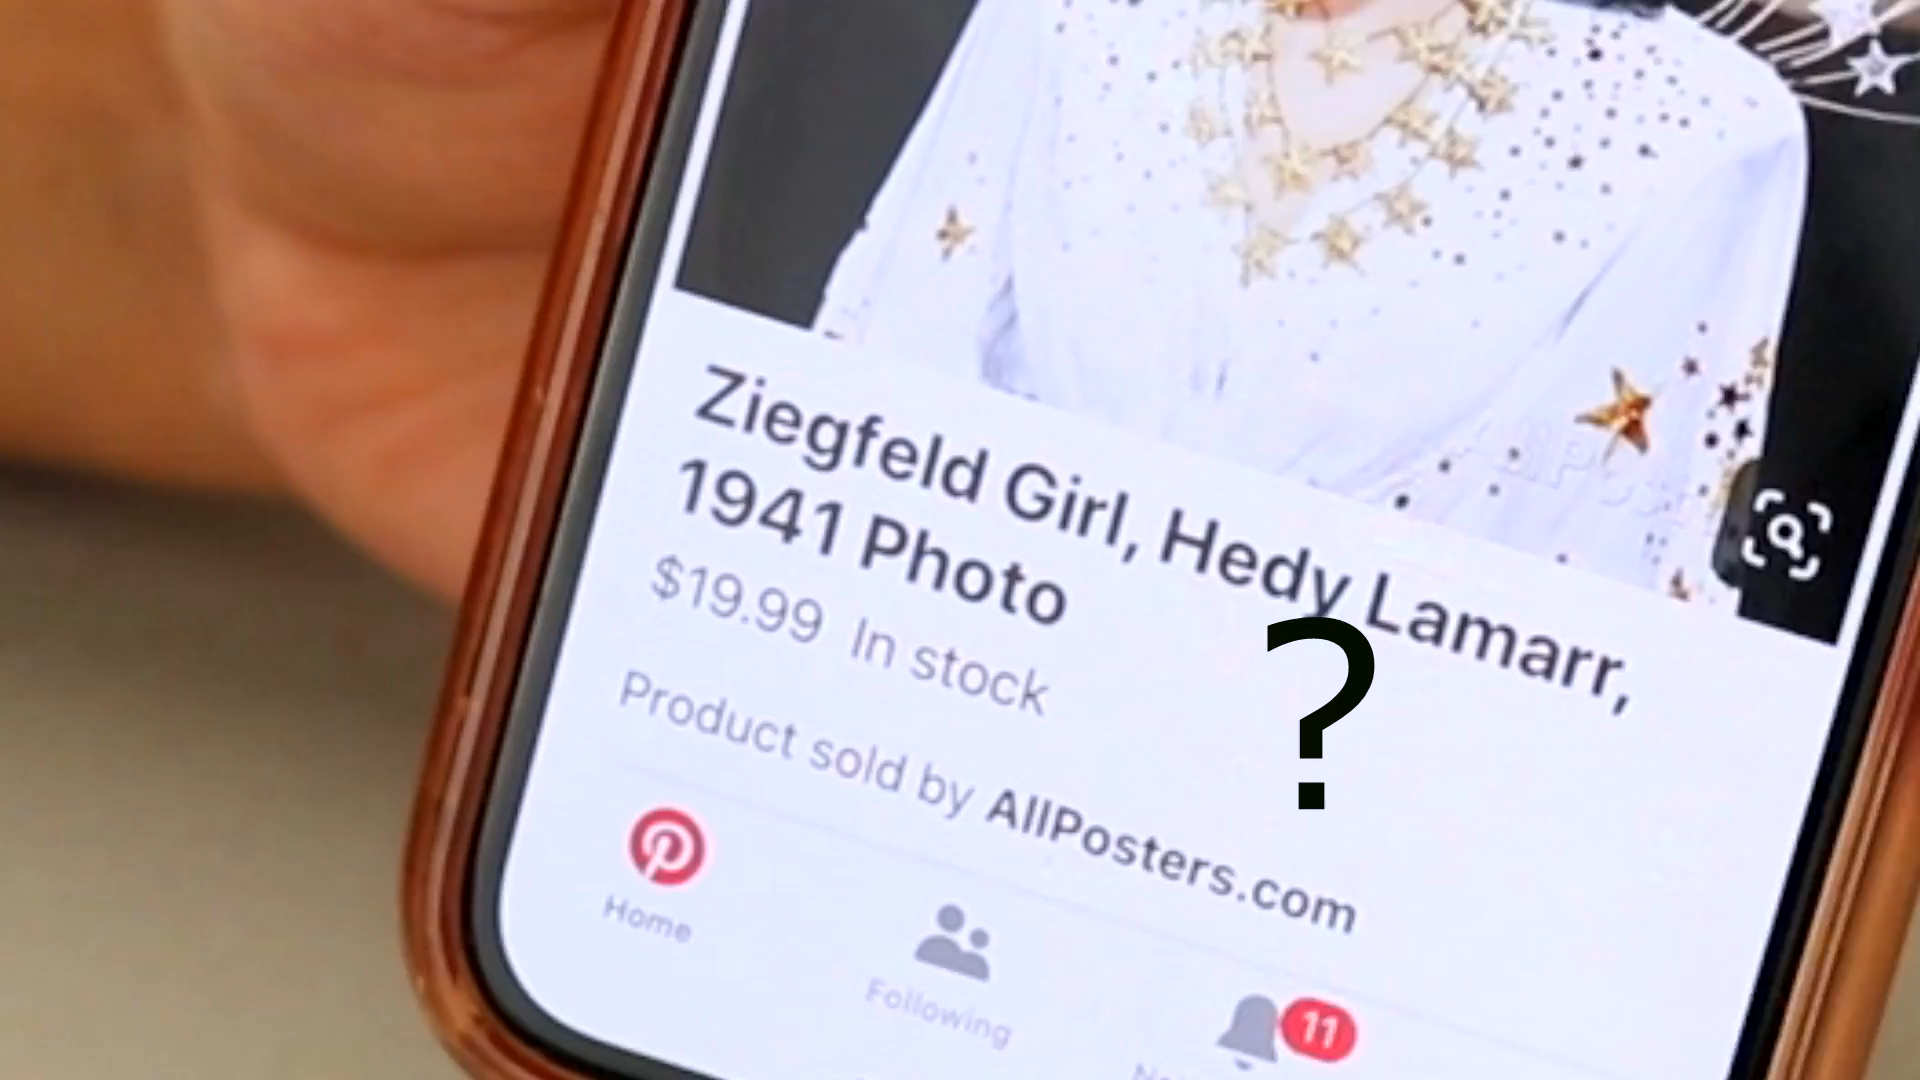 Ziegfeld Girl, Hedy Lamarr,
1941 Photo
$19.99 In stock
?
Product sold by AllPosters.com
Home
Following
11